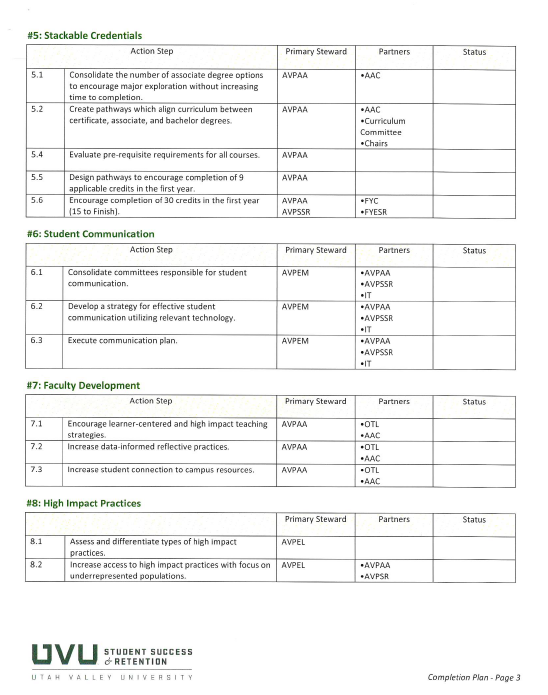 #5: Stackable Credentials
Action Step Primary Steward Partners Status
5.1 Consolidate the number of associate degree options AVPAA •AAC
to encourage major exploration without increasing
time to completion.
5.2 Create pathways which align curriculum between AVPAA •AAC
certificate, associate, and bachelor degrees. •Curriculum
Committee
•Chairs
5.4 Evaluate pre-requisite requirements for all courses. AVPAA
5.5 Design pathways to encourage completion of 9 AVPAA
applicable credits in the first year.
5.6 Encourage completion of 30 credits in the first year AVPAA •FYC
(15 to Finish). AVPSSR •FYESR
#6: Student Communication
Action Step Primary Steward Partners Status
6.1 Consolidate committees responsible for student AVPEM •AVPAA
communication. •AVPSSR
•IT
6.2 Develop a strategy for effective student AVPEM •AVPAA
communication utilizing relevant technology. •AVPSSR
•IT
6.3 Execute communication plan. AVPEM •AVPAA
•AVPSSR
•IT
#7: Faculty Development
Action Step Primary Steward Partners Status
7.1 Encourage learner-centered and high impact teaching AVPAA •OTL
strategies. •AAC
7.2 Increase data-informed reflective practices. AVPAA •OTL
•AAC
7.3 Increase student connection to campus resources. AVPAA •OTL
•AAC
#8: High Impact Practices
Primary Steward Partners Status
8.1 Assess and differentiate types of high impact AVPEL
practices.
8.2 Increase access to high impact practices with focus on AVPEL •AVPAA
underrepresented populations. •AVPSR
UVU STUDENT SUCCESS
& RETENTION
UTAH VALLEY UNIVERSITY
Completion Plan - Page 3